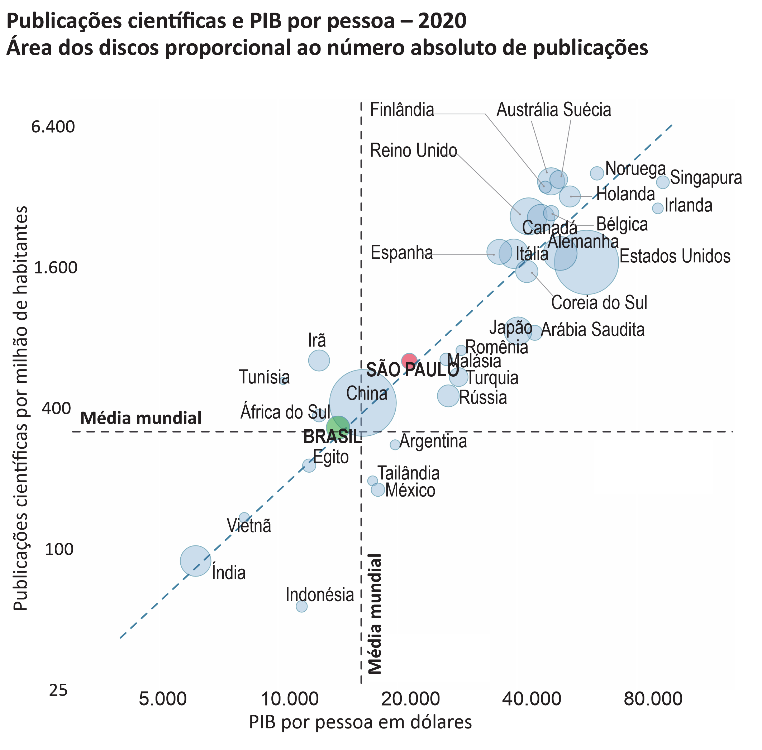 Publicações científicas e PIB por pessoa – 2020
Área dos discos proporcional ao número absoluto de publicações
Publicações científicas por milhão de habitantes
6.400
1.600
400
100
25
Finlândia
Austrália
Suécia
Reino Unido
Noruega
Singapura
Holanda
Irlanda
Canadá
Bélgica
Alemanha
Espanha
Itália
Estados Unidos
Coreia do Sul
Japão
Arábia Saudita
Irã
Romênia
Malásia
SÃO PAULO
Tunísia
Turquia
China
Rússia
África do Sul
Média mundial
BRASIL
Argentina
Egito
Tailândia
México
Vietnã
Índia
Indonésia
Média mundial
5.000
10.000
20.000
40.000
80.000
PIB por pessoa em dólares